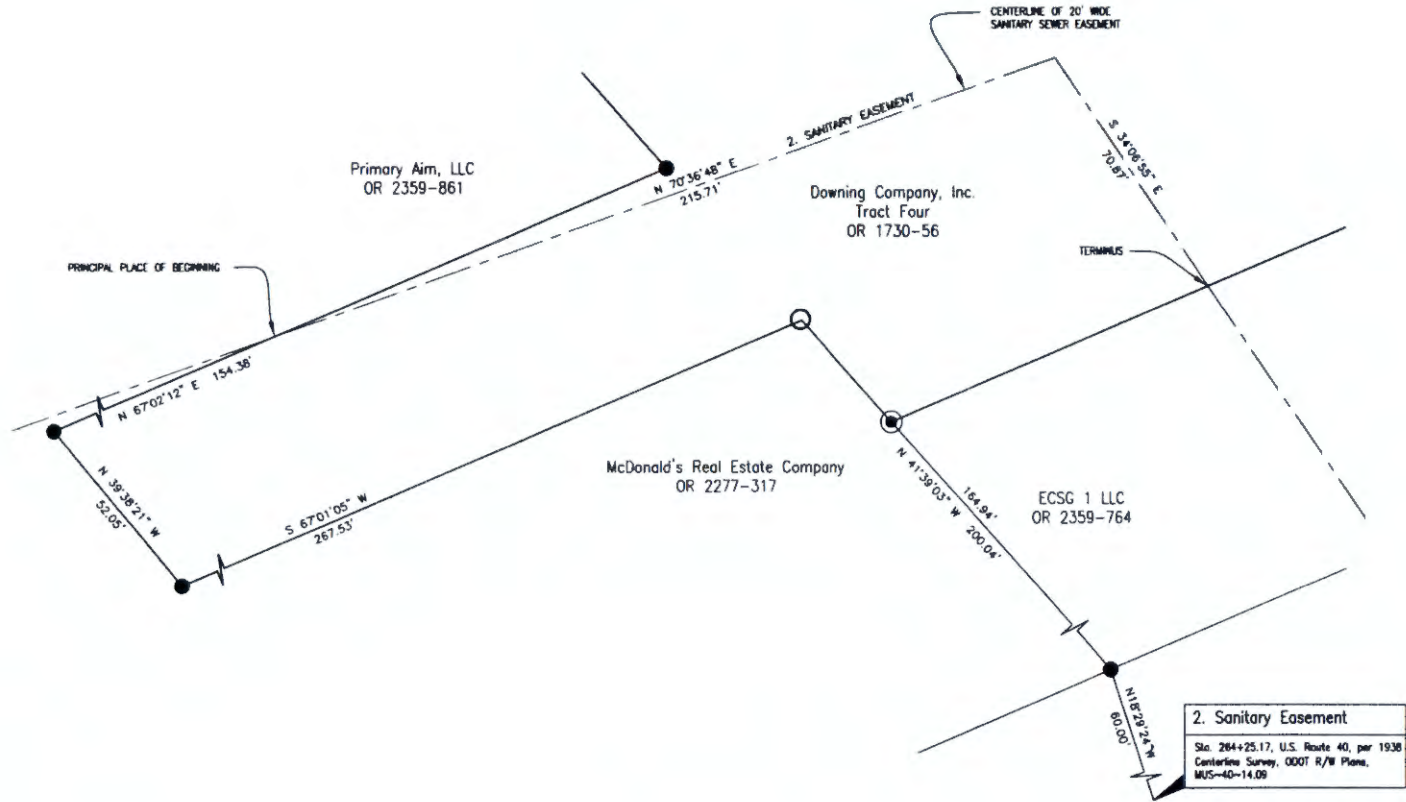 CENTERLINE OF 20' WIDE
SANITARY SEWER EASEMENT
2. SANITARY EASEMENT
S 34°06'55" E
70.87'
Primary Aim, LLC
OR 2359-861
N 70°36'48" E
215.71'
Downing Company, Inc.
Tract Four
OR 1730-56
TERMINUS
PRINCIPAL PLACE OF BEGINNING
N 67°02'12" E 154.38'
N 39°38'21" W
52.05'
S 67°01'05" W
267.53'
McDonald's Real Estate Company
OR 2277-317
164.94'
N 41°39'03" W 200.04'
ECSG 1 LLC
OR 2359-764
N18°29'24"W
60.00'
2. Sanitary Easement
Sta. 264+25.17, U.S. Route 40, per 1938
Centerline Survey, ODOT R/W Plans,
MUS-40-14.09